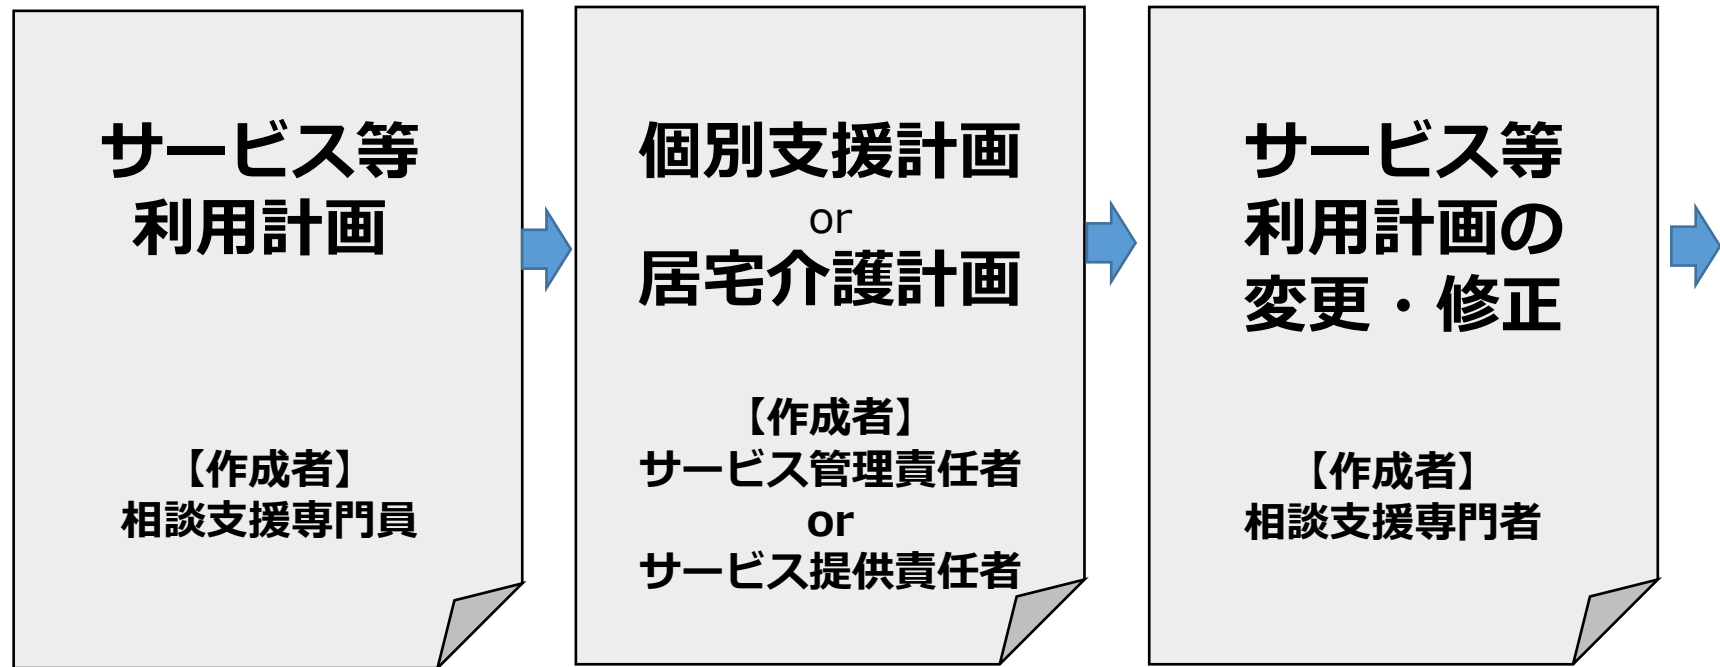 サービス等
利用計画
【作成者】
相談支援専門員
個別支援計画
or
居宅介護計画
【作成者】
サービス管理責任者
or
サービス提供責任者
サービス等
利用計画の
変更・修正
【作成者】
相談支援専門者